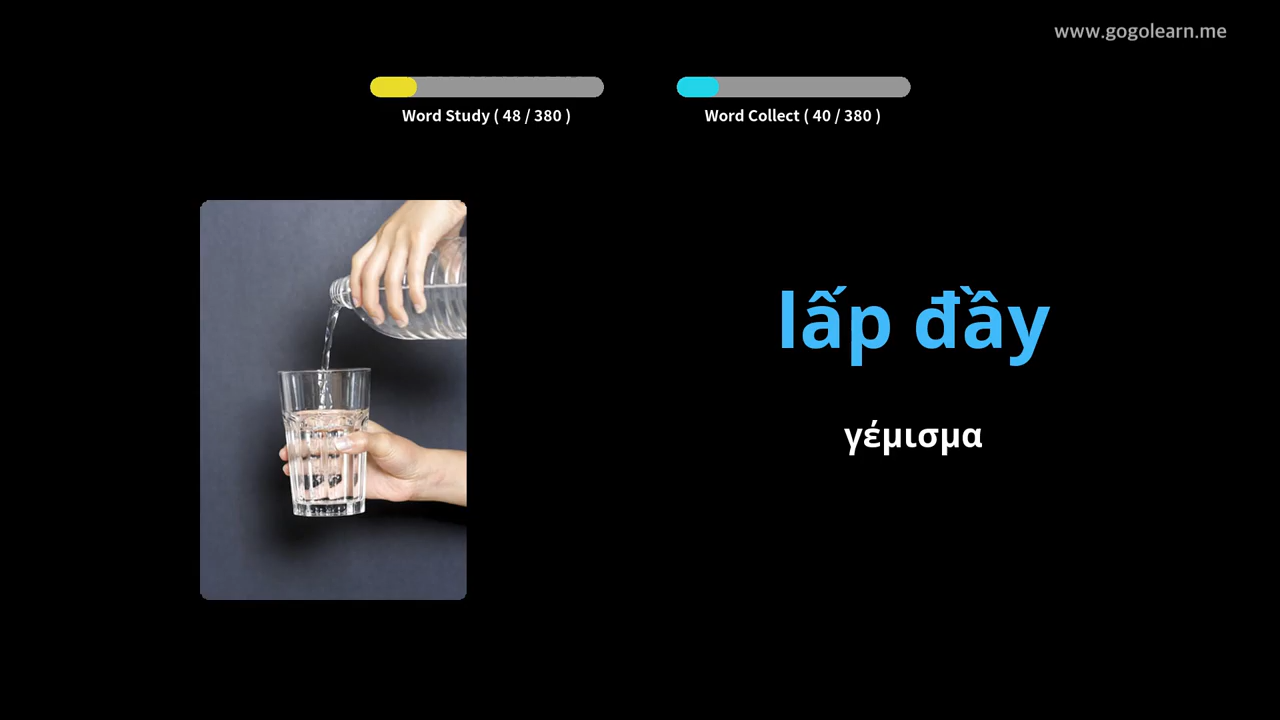 www.gogolearn.me
Word Study ( 48 / 380 )
Word Collect ( 40 / 380 )
lấp đầy
γέμισμα